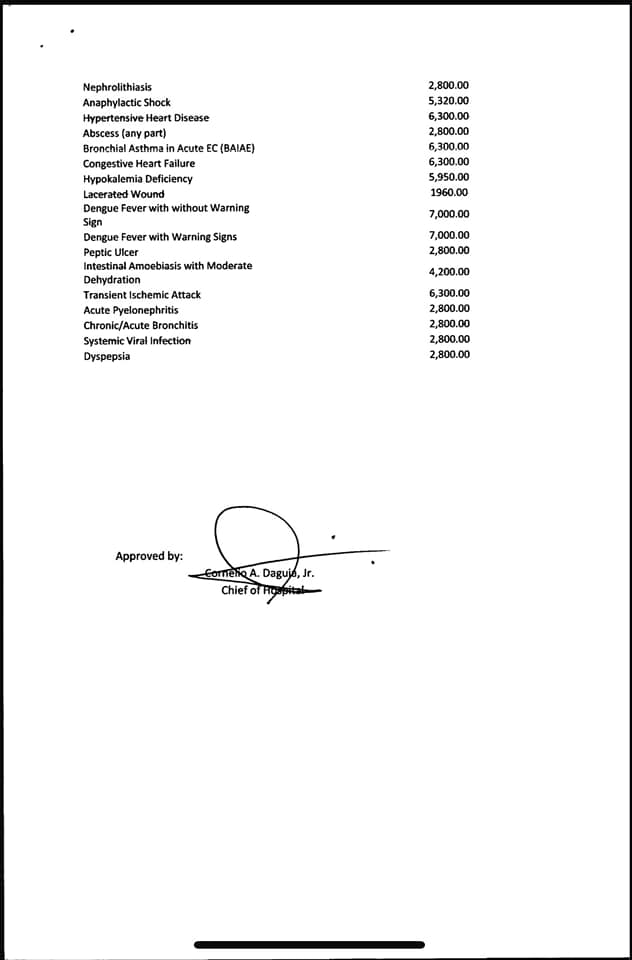 Nephrolithiasis 2,800.00
Anaphylactic Shock 5,320.00
Hypertensive Heart Disease 6,300.00
Abscess (any part) 2,800.00
Bronchial Asthma in Acute EC (BAIAE) 6,300.00
Congestive Heart Failure 6,300.00
Hypokalemia Deficiency 5,950.00
Lacerated Wound 1960.00
Dengue Fever with without Warning
Sign 7,000.00
Dengue Fever with Warning Signs 7,000.00
Peptic Ulcer 2,800.00
Intestinal Amoebiasis with Moderate
Dehydration 4,200.00
Transient Ischemic Attack 6,300.00
Acute Pyelonephritis 2,800.00
Chronic/Acute Bronchitis 2,800.00
Systemic Viral Infection 2,800.00
Dyspepsia 2,800.00
Approved by:
Cornelio A. Daguio, Jr.
Chief of Hospital